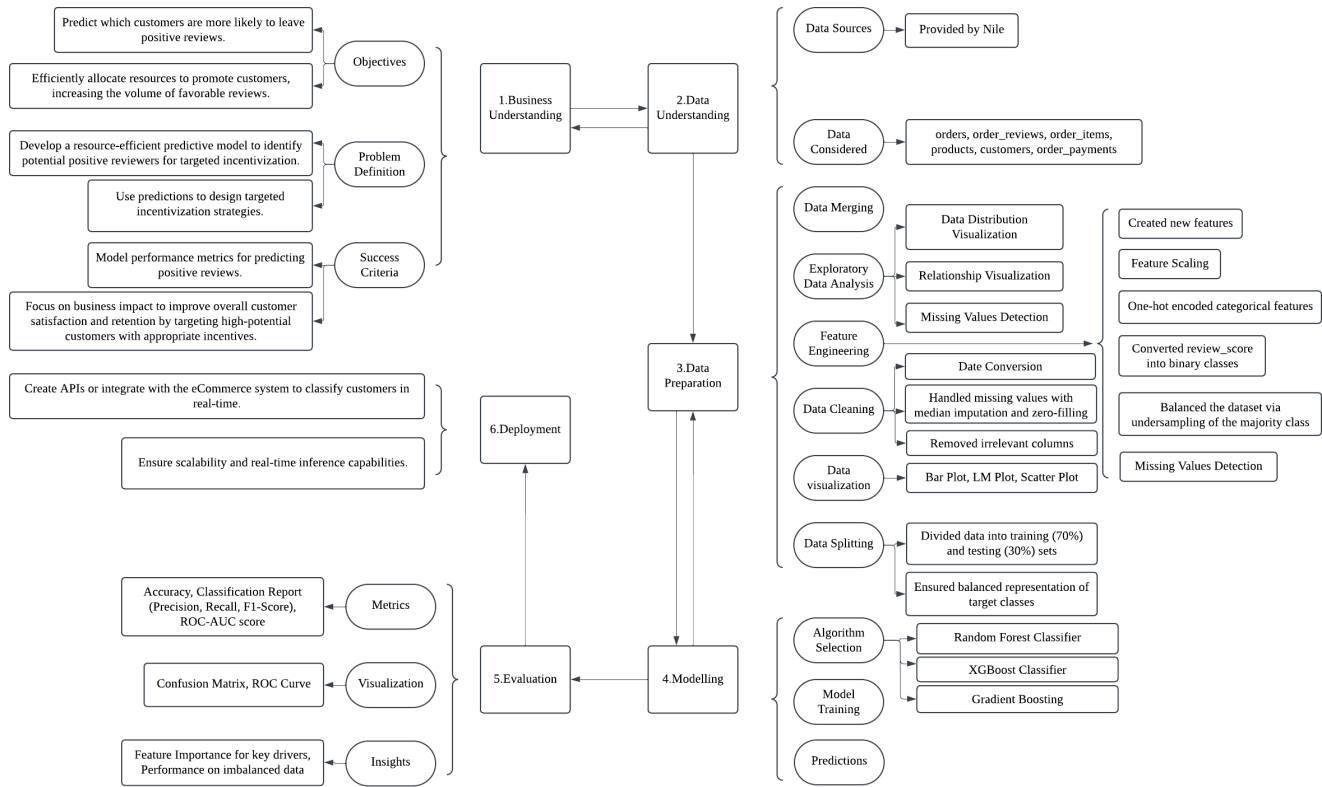 Predict which customers are more likely to leave
positive reviews.
Efficiently allocate resources to promote customers,
increasing the volume of favorable reviews.
Objectives
Develop a resource-efficient predictive model to identify
potential positive reviewers for targeted incentivization.
Use predictions to design targeted
incentivization strategies.
Problem
Definition
Model performance metrics for predicting
positive reviews.
Focus on business impact to improve overall customer
satisfaction and retention by targeting high-potential
customers with appropriate incentives.
Success
Criteria
1.Business
Understanding
2.Data
Understanding
Data Sources
Provided by Nile
Data
Considered
orders, order_reviews, order_items,
products, customers, order_payments
3.Data
Preparation
Data Merging
Exploratory
Data Analysis
Data Distribution
Visualization
Relationship Visualization
Missing Values Detection
Feature
Engineering
Created new features
Feature Scaling
One-hot encoded categorical features
Converted review_score
into binary classes
Balanced the dataset via
undersampling of the majority class
Missing Values Detection
Data Cleaning
Date Conversion
Handled missing values with
median imputation and zero-filling
Removed irrelevant columns
Data
visualization
Bar Plot, LM Plot, Scatter Plot
Data Splitting
Divided data into training (70%)
and testing (30%) sets
Ensured balanced representation of
target classes
4.Modelling
Algorithm
Selection
Random Forest Classifier
XGBoost Classifier
Gradient Boosting
Model
Training
Predictions
5.Evaluation
Metrics
Accuracy, Classification Report
(Precision, Recall, F1-Score),
ROC-AUC score
Visualization
Confusion Matrix, ROC Curve
Insights
Feature Importance for key drivers,
Performance on imbalanced data
6.Deployment
Create APIs or integrate with the eCommerce system to classify customers in
real-time.
Ensure scalability and real-time inference capabilities.